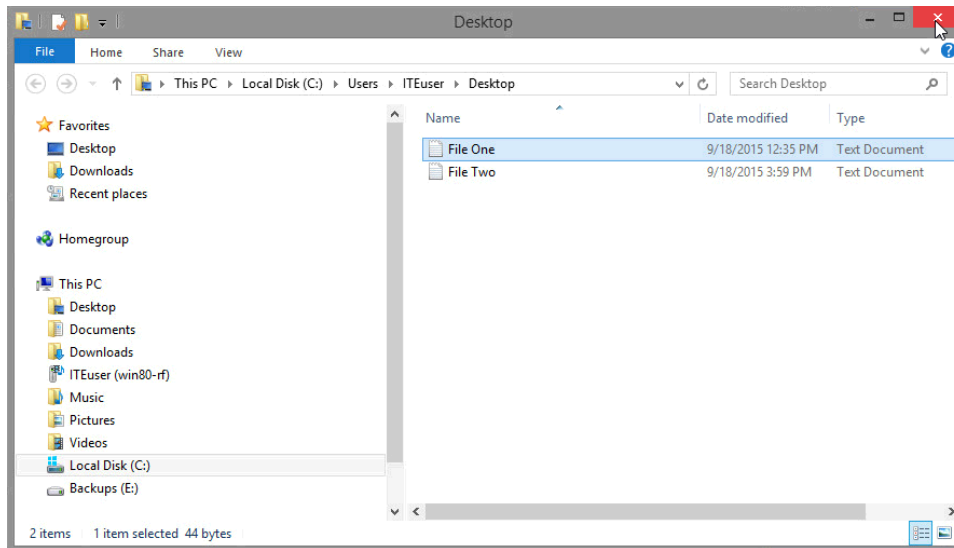 Desktop
File Home Share View
This PC Local Disk (C:) Users ITEuser Desktop Search Desktop
Favorites
Desktop
Downloads
Recent places
Homegroup
This PC
Desktop
Documents
Downloads
ITEuser (win80-rf)
Music
Pictures
Videos
Local Disk (C:)
Backups (E:)
Name Date modified Type
File One 9/18/2015 12:35 PM Text Document
File Two 9/18/2015 3:59 PM Text Document
2 items 1 item selected 44 bytes